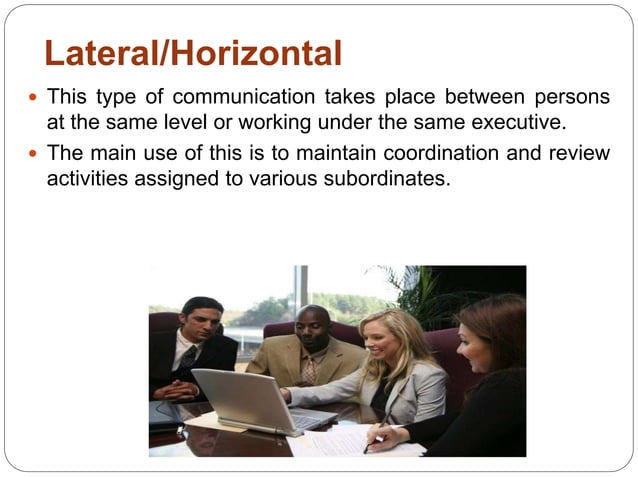 Lateral/Horizontal
• This type of communication takes place between persons
at the same level or working under the same executive.
• The main use of this is to maintain coordination and review
activities assigned to various subordinates.